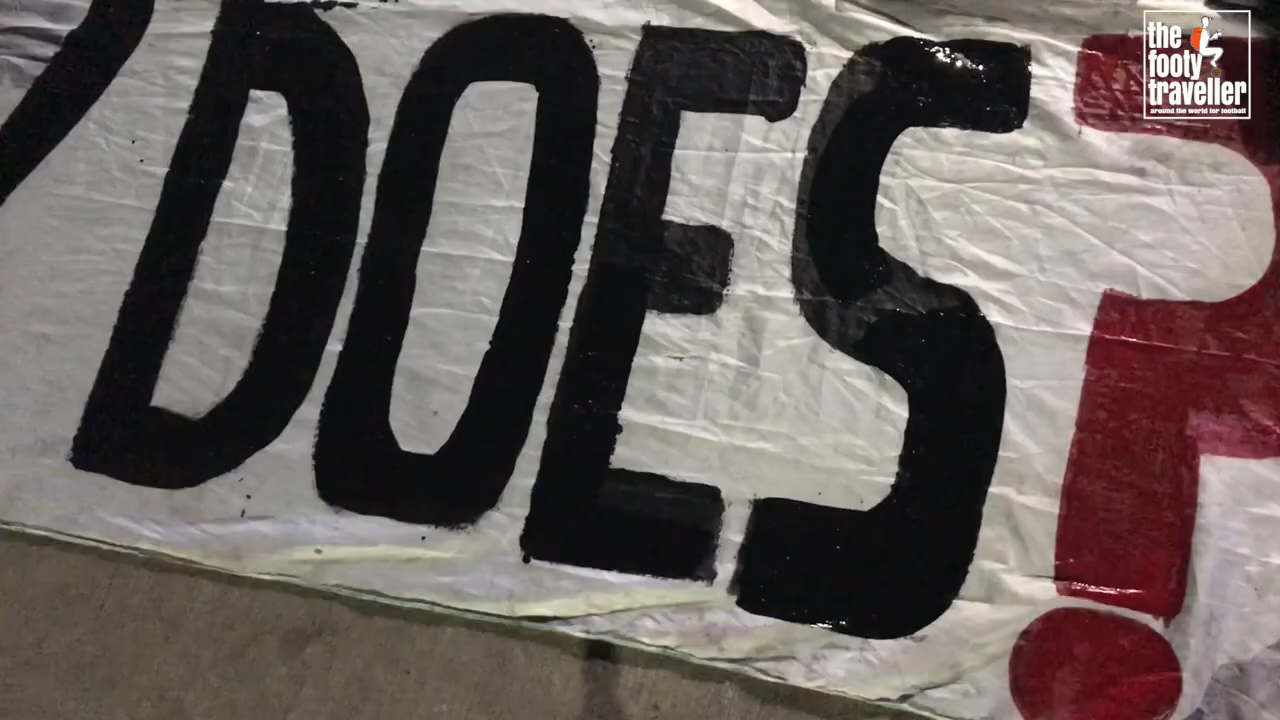 DOES?
the
footy
traveller
around the world for football